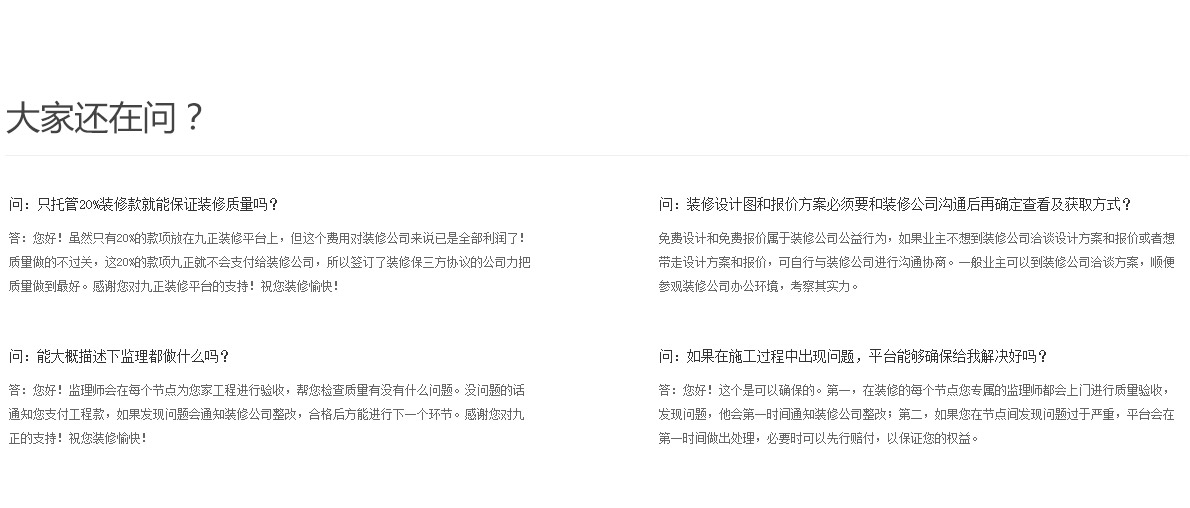 大家还在问？
问：只托管20%装修款就能保证装修质量吗？
答：您好！虽然只有20%的款项放在九正装修平台上，但这个费用对装修公司来说已是全部利润了！
质量做的不过关，这20%的款项九正就不会支付给装修公司，所以签订了装修保三方协议的公司力把
质量做到最好。感谢您对九正装修平台的支持！祝您装修愉快！
问：装修设计图和报价方案必须要和装修公司沟通后再确定查看及获取方式？
免费设计和免费报价属于装修公司公益行为，如果业主不想到装修公司洽谈设计方案和报价或者想
带走设计方案和报价，可自行与装修公司进行沟通协商。一般业主可以到装修公司洽谈方案，顺便
参观装修公司办公环境，考察其实力。
问：能大概描述下监理都做什么吗？
答：您好！监理师会在每个节点为您家工程进行验收，帮您检查质量有没有什么问题。没问题的话
通知您支付工程款，如果发现问题会通知装修公司整改，合格后方能进行下一个环节。感谢您对九
正的支持！祝您装修愉快！
问：如果在施工过程中出现问题，平台能够确保给我解决好吗？
答：您好！这个是可以确保的。第一，在装修的每个节点您专属的监理师都会上门进行质量验收，
发现问题，他会第一时间通知装修公司整改；第二，如果您在节点间发现问题过于严重，平台会在
第一时间做出处理，必要时可以先行赔付，以保证您的权益。